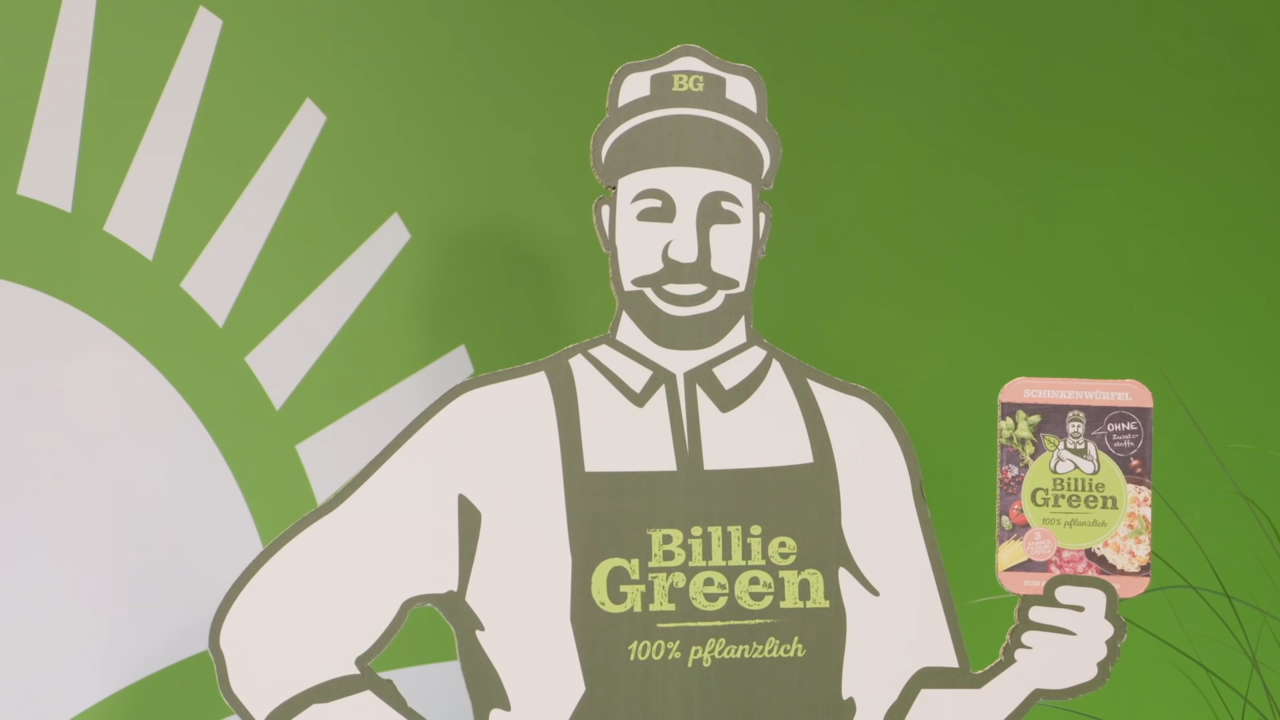 BG
SCHINKENWÜRFEL
OHNE
Zusatz-
stoffe
Billie
Green
100% pflanzlich
Billie
Green
100% pflanzlich